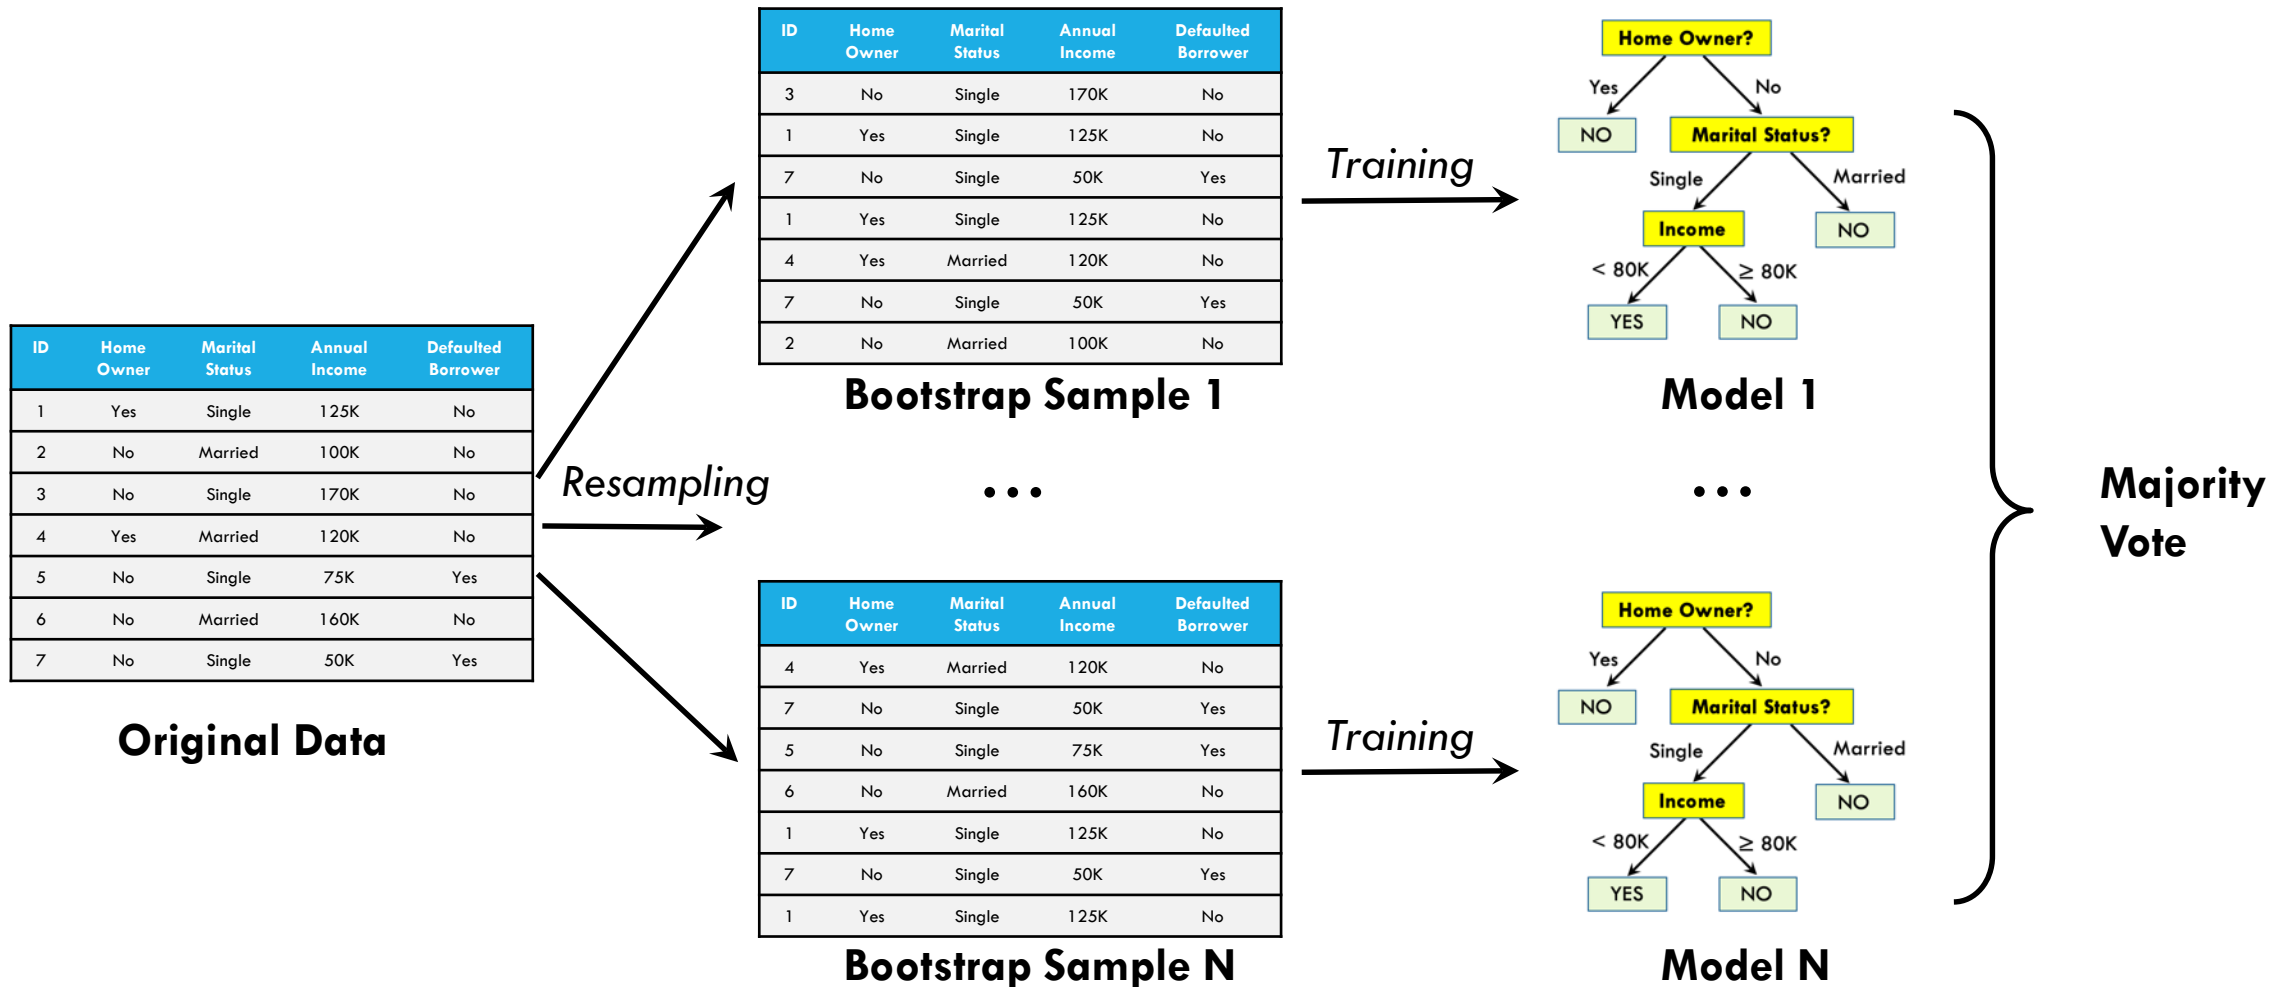 ID Home Owner Marital Status Annual Income Defaulted Borrower
1 Yes Single 125K No
2 No Married 100K No
3 No Single 170K No
4 Yes Married 120K No
5 No Single 75K Yes
6 No Married 160K No
7 No Single 50K Yes
Original Data
Resampling
ID Home Owner Marital Status Annual Income Defaulted Borrower
3 No Single 170K No
1 Yes Single 125K No
7 No Single 50K Yes
1 Yes Single 125K No
4 Yes Married 120K No
7 No Single 50K Yes
2 No Married 100K No
Bootstrap Sample 1
...
ID Home Owner Marital Status Annual Income Defaulted Borrower
4 Yes Married 120K No
7 No Single 50K Yes
5 No Single 75K Yes
6 No Married 160K No
1 Yes Single 125K No
7 No Single 50K Yes
1 Yes Single 125K No
Bootstrap Sample N
Training
Home Owner?
Yes No
NO Marital Status?
Single Married
Income NO
< 80K ≥ 80K
YES NO
Model 1
...
Training
Home Owner?
Yes No
NO Marital Status?
Single Married
Income NO
< 80K ≥ 80K
YES NO
Model N
Majority
Vote